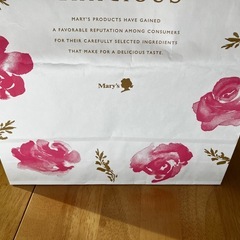 MARY'S PRODUCTS HAVE GAINED
A FAVORABLE REPUTATION AMONG CONSUMERS
FOR THEIR CAREFULLY SELECTED INGREDIENTS
THAT MAKE FOR A DELICIOUS TASTE.
Mary's